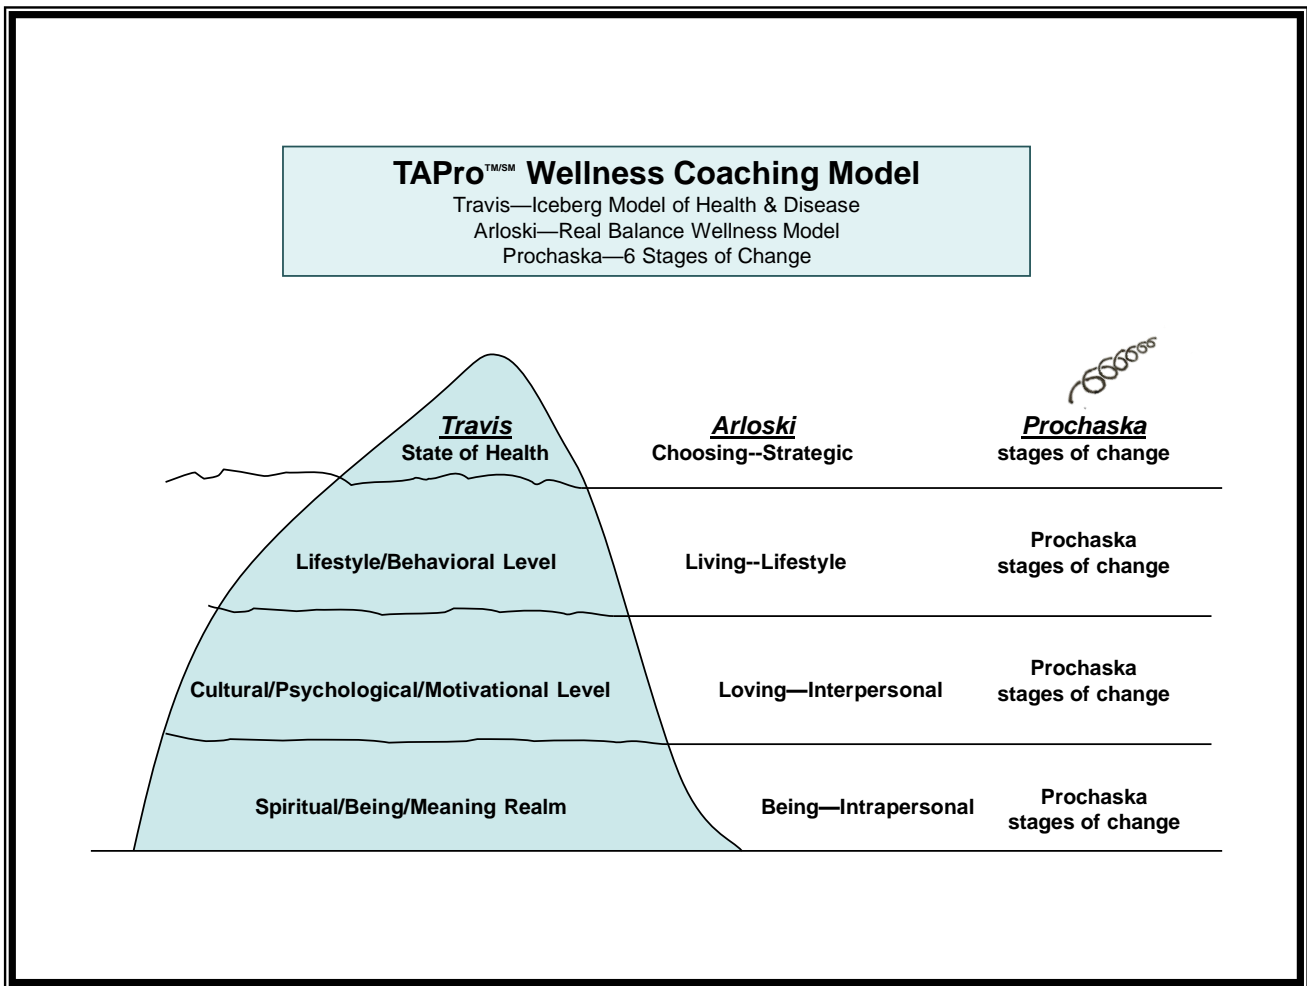 TAPro™/SM Wellness Coaching Model
Travis—Iceberg Model of Health & Disease
Arloski—Real Balance Wellness Model
Prochaska—6 Stages of Change
Travis
State of Health
Arloski
Choosing--Strategic
Prochaska
stages of change
Lifestyle/Behavioral Level
Living--Lifestyle
Prochaska
stages of change
Cultural/Psychological/Motivational Level
Loving—Interpersonal
Prochaska
stages of change
Spiritual/Being/Meaning Realm
Being—Intrapersonal
Prochaska
stages of change